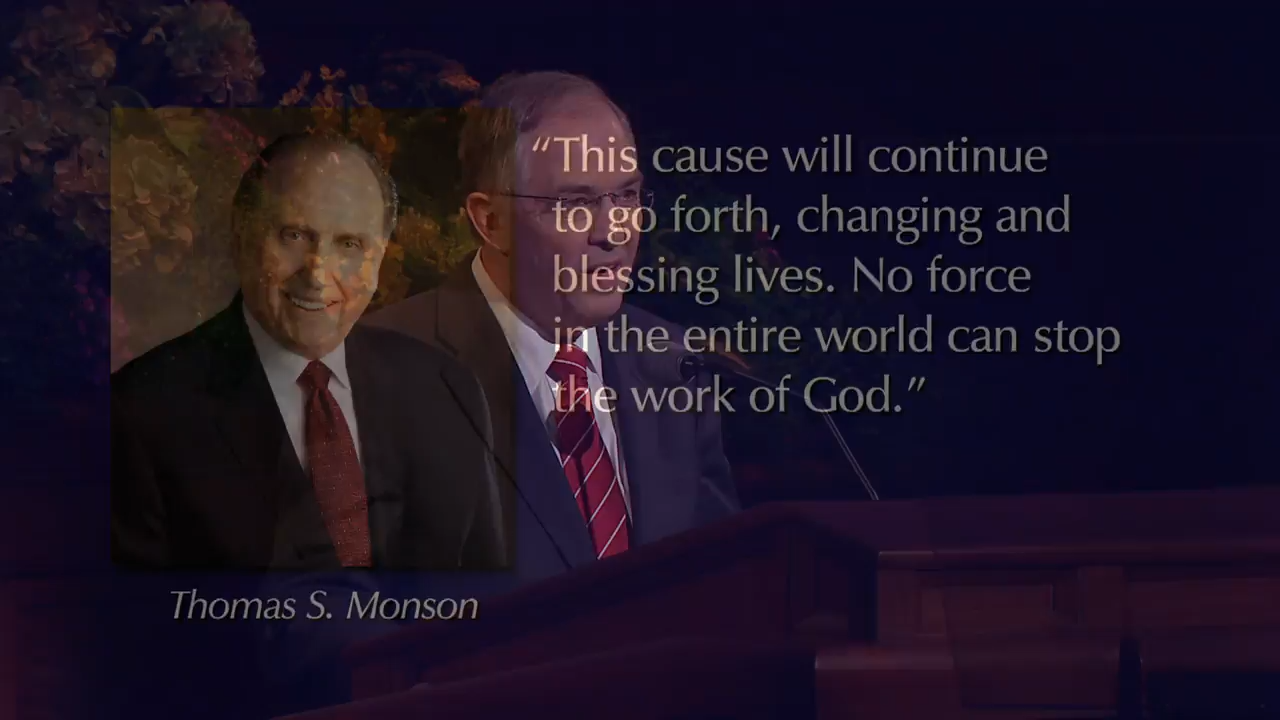 “This cause will continue
to go forth, changing and
blessing lives. No force
in the entire world can stop
the work of God.”
Thomas S. Monson